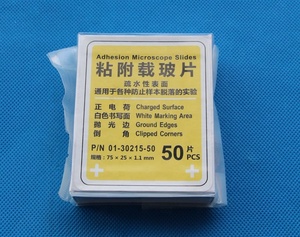 Adhesion Microscope Slides
粘附载玻片
疏水性表面
适用于各种防止样本脱落的实验
正电荷 Charged Surface
白色书写面 White Marking Area
抛光边 Ground Edges
倒角 Clipped Corners
P/N 01-30215-50
规格：75 × 25 × 1.1 mm
50片
PCS